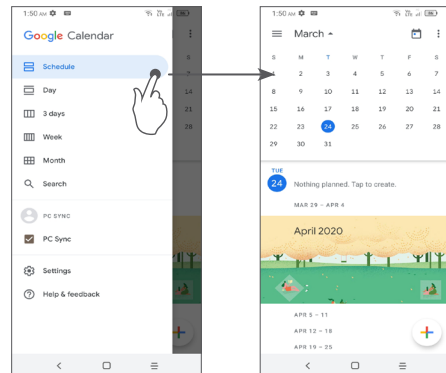 1:50 AM
Google Calendar
Schedule
Day
3 days
Week
Month
Search
PC SYNC
PC Sync
Settings
Help & feedback
S
7
14
21
28
1:50 AM
March
S M T W T F S
1 2 3 4 5 6 7
8 9 10 11 12 13 14
15 16 17 18 19 20 21
22 23 24 25 26 27 28
29 30 31
TUE
24 Nothing planned. Tap to create.
MAR 29 – APR 4
April 2020
APR 5 – 11
APR 12 – 18
APR 19 – 25